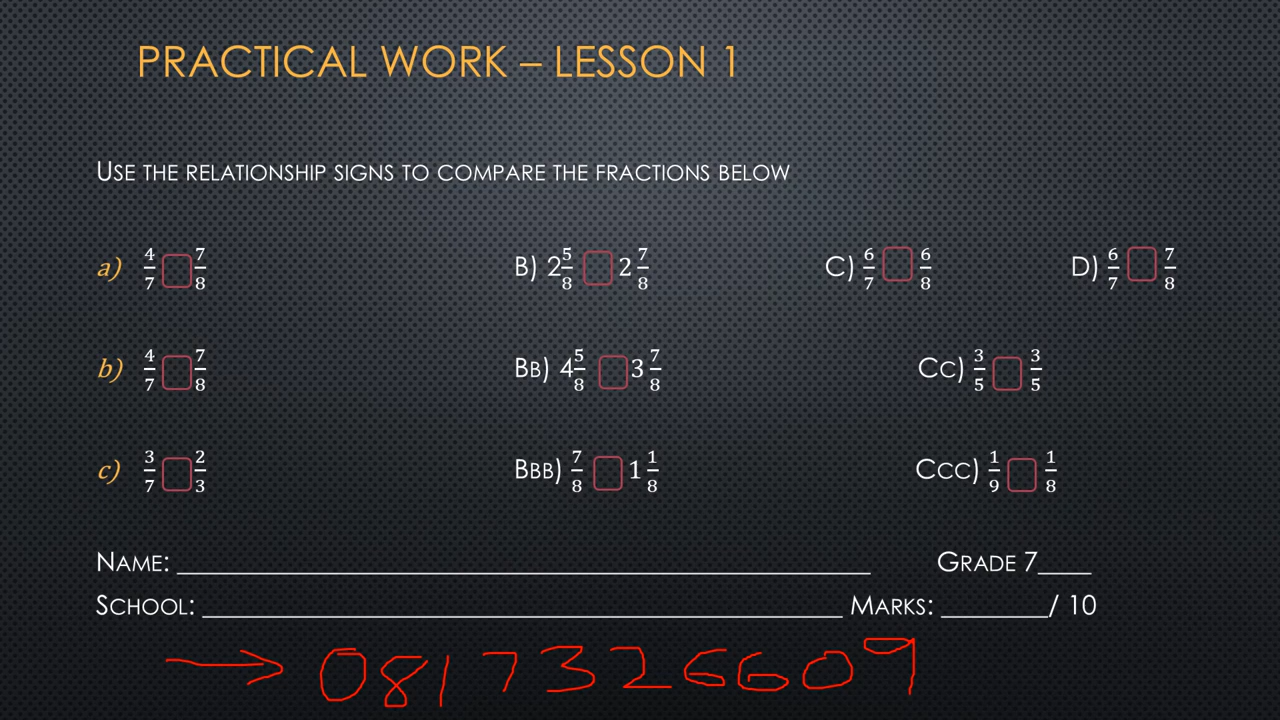 PRACTICAL WORK – LESSON 1
USE THE RELATIONSHIP SIGNS TO COMPARE THE FRACTIONS BELOW
a) 4/7 □ 7/8 B) 2 5/8 □ 2 7/8 C) 6/7 □ 6/8 D) 6/7 □ 7/8
b) 4/7 □ 7/8 BB) 4 5/8 □ 3 7/8 CC) 3/5 □ 3/5
c) 3/7 □ 2/3 BBB) 7/8 □ 1 1/8 CCC) 1/9 □ 1/8
NAME: ____________________ GRADE 7____
SCHOOL: ____________________ MARKS: ________/ 10
→ 0817326609